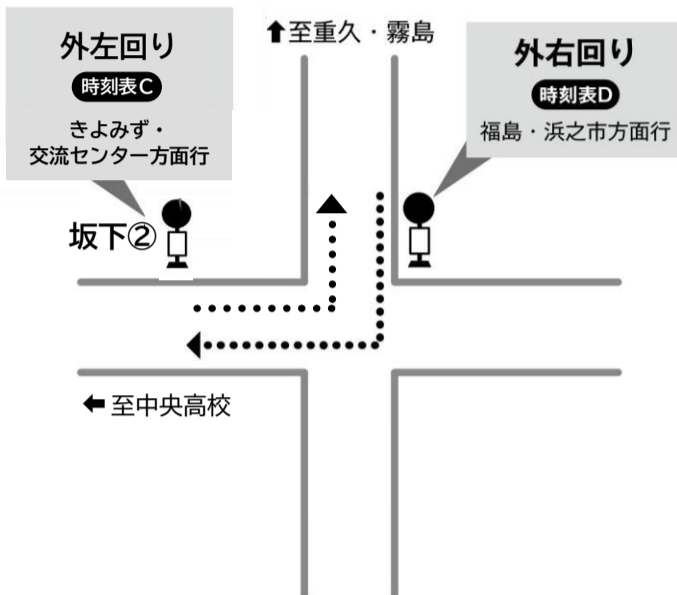 外左回り
時刻表C
きよみず・
交流センター方面行
坂下②
⬆至重久・霧島
外右回り
時刻表D
福島・浜之市方面行
⬅至中央高校